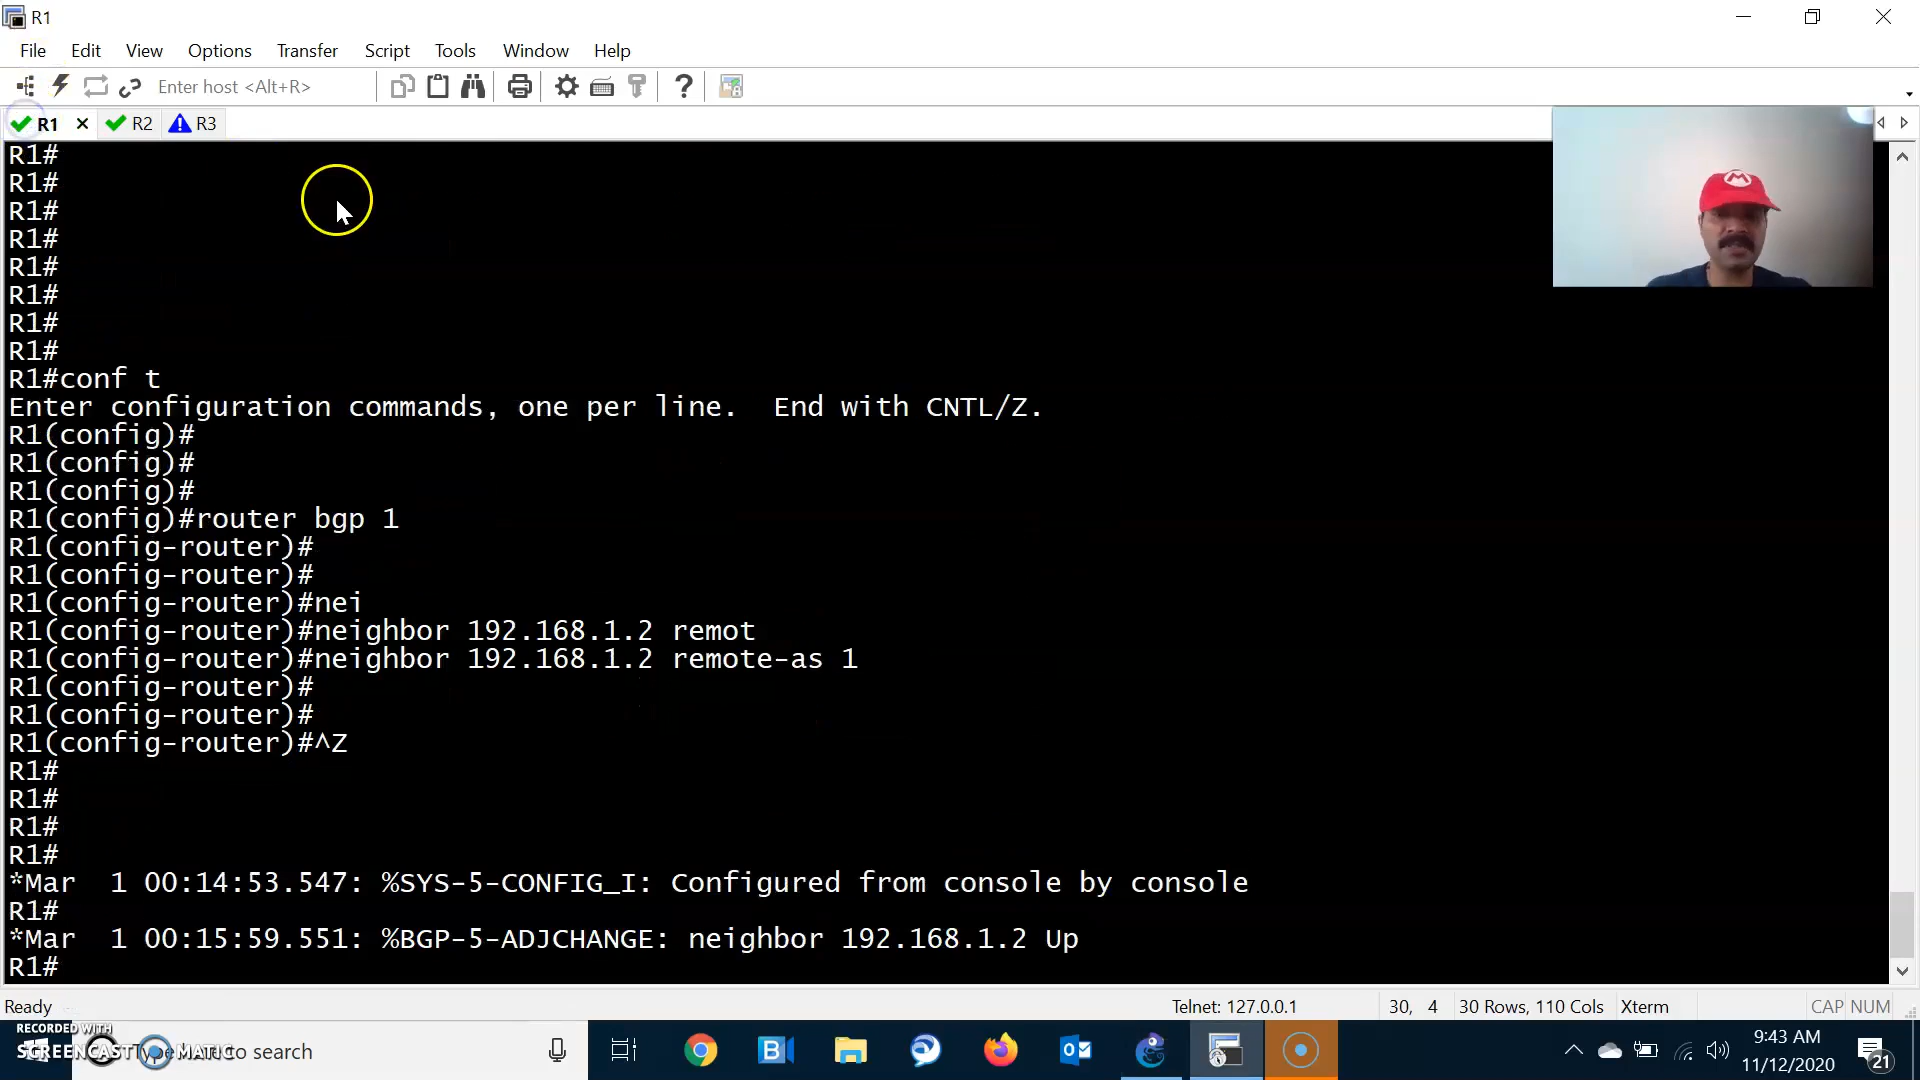 R1
File Edit View Options Transfer Script Tools Window Help
Enter host <Alt+R>
R1 R2 R3
R1#
R1#
R1#
R1#
R1#
R1#
R1#
R1#
R1#conf t
Enter configuration commands, one per line.  End with CNTL/Z.
R1(config)#
R1(config)#
R1(config)#
R1(config)#router bgp 1
R1(config-router)#
R1(config-router)#
R1(config-router)#nei
R1(config-router)#neighbor 192.168.1.2 remot
R1(config-router)#neighbor 192.168.1.2 remote-as 1
R1(config-router)#
R1(config-router)#
R1(config-router)#^Z
R1#
R1#
R1#
R1#
*Mar  1 00:14:53.547: %SYS-5-CONFIG_I: Configured from console by console
R1#
*Mar  1 00:15:59.551: %BGP-5-ADJCHANGE: neighbor 192.168.1.2 Up
R1#
Ready Telnet: 127.0.0.1 30, 4 30 Rows, 110 Cols Xterm CAP NUM
RECORDED WITH
SCREENCAST MATIC
to search
9:43 AM
11/12/2020
21
M